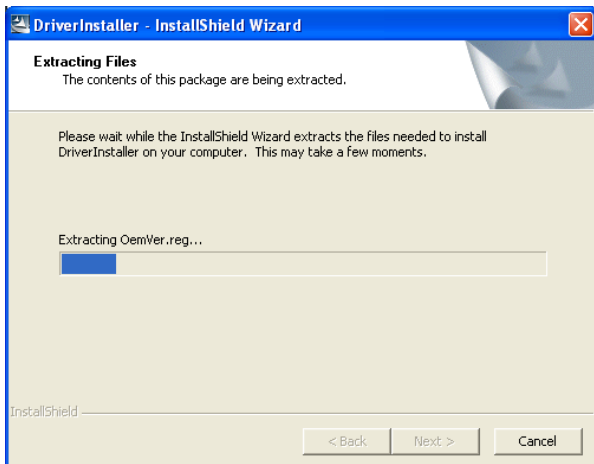 DriverInstaller - InstallShield Wizard
Extracting Files
The contents of this package are being extracted.
Please wait while the InstallShield Wizard extracts the files needed to install
DriverInstaller on your computer.  This may take a few moments.
Extracting OemVer.reg...
InstallShield
< Back
Next >
Cancel